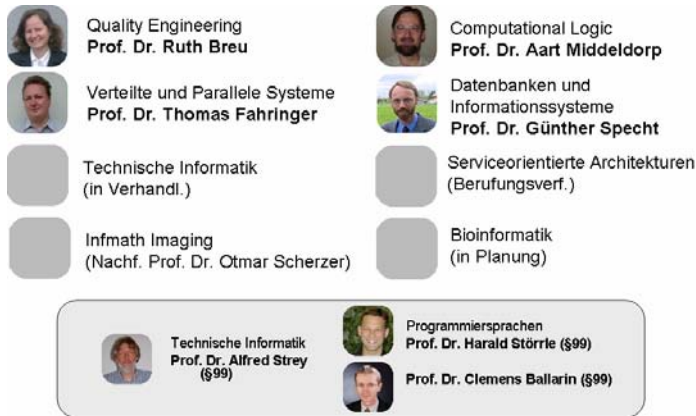 Quality Engineering
Prof. Dr. Ruth Breu
Computational Logic
Prof. Dr. Aart Middeldorp
Verteilte und Parallele Systeme
Prof. Dr. Thomas Fahringer
Datenbanken und
Informationssysteme
Prof. Dr. Günther Specht
Technische Informatik
(in Verhandl.)
Serviceorientierte Architekturen
(Berufungsverf.)
Infmath Imaging
(Nachf. Prof. Dr. Otmar Scherzer)
Bioinformatik
(in Planung)
Technische Informatik
Prof. Dr. Alfred Strey
(§99)
Programmiersprachen
Prof. Dr. Harald Störrle (§99)
Prof. Dr. Clemens Ballarin (§99)